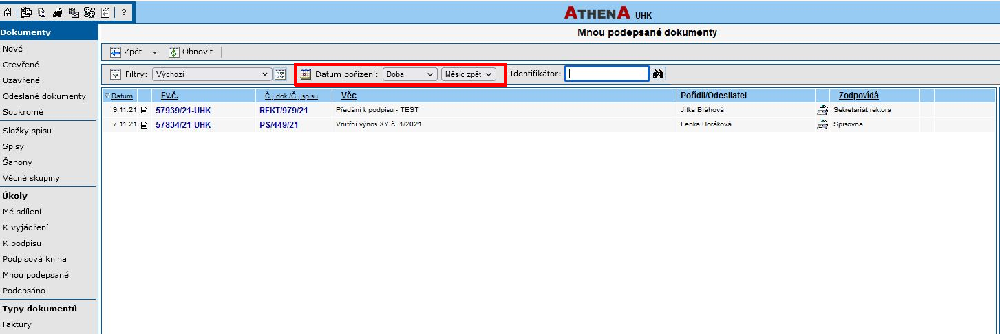 ?
ATHENA UHK
Dokumenty
Mnou podepsané dokumenty
Nové
Otevřené
Uzavřené
Odeslané dokumenty
Soukromé
Složky spisu
Spisy
Šanony
Věcné skupiny
Úkoly
Mé sdílení
K vyjádření
K podpisu
Podpisová kniha
Mnou podepsané
Podepsáno
Typy dokumentů
Faktury
Zpět Obnovit
Filtry: Výchozí Datum pořízení: Doba Měsíc zpět Identifikátor:
Datum Ev.č. Č.j.dok./Č.j.spisu Věc Pořídil/Odesilatel Zodpovídá
9.11.21 57939/21-UHK REKT/979/21 Předání k podpisu - TEST Jitka Bláhová Sekretariát rektora
7.11.21 57834/21-UHK PS/449/21 Vnitřní výnos XY č. 1/2021 Lenka Horáková Spisovna